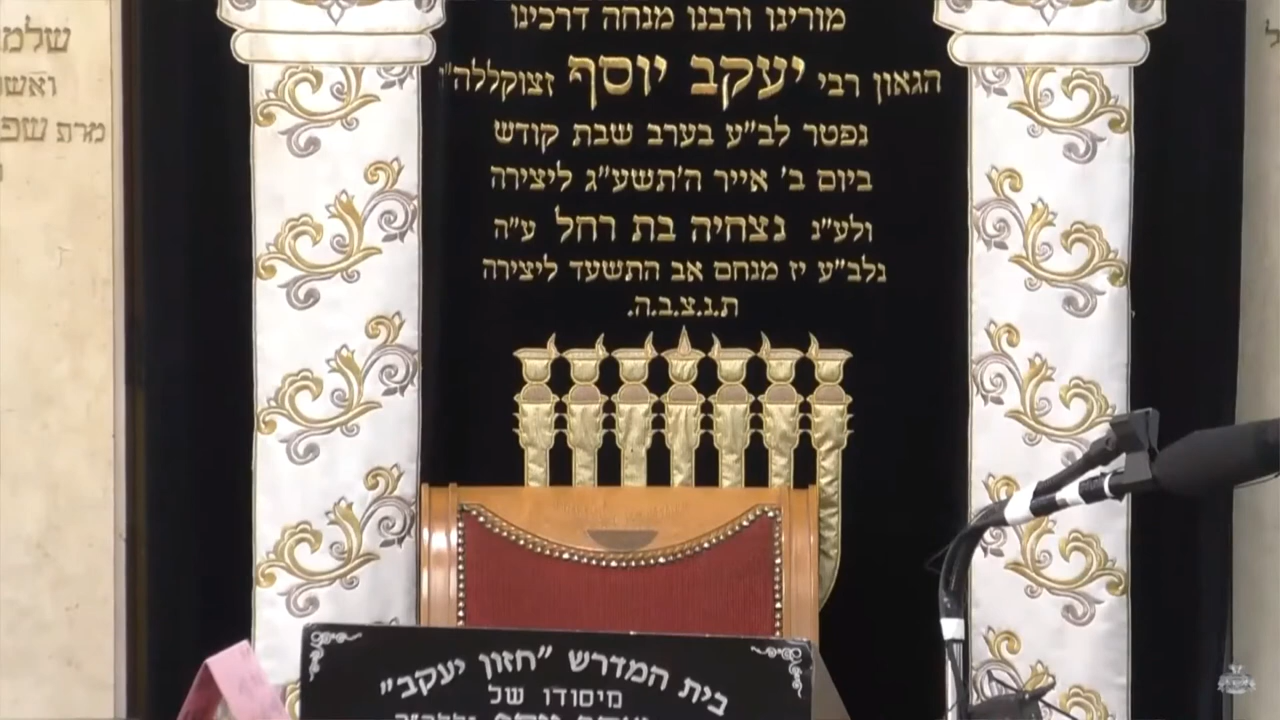 מורינו ורבנו מנחה דרכינו
הגאון רבי יעקב יוסף זצוקללה"ה
נפטר לב"ע בערב שבת קודש
ביום ב' אייר ה'תשע"ג ליצירה
ולע"נ נצחיה בת רחל ע"ה
נלב"ע יז מנחם אב התשעד ליצירה
ת.נ.צ.ב.ה.
בית המדרש "חזון יעקב"
מיסודו של
מרת